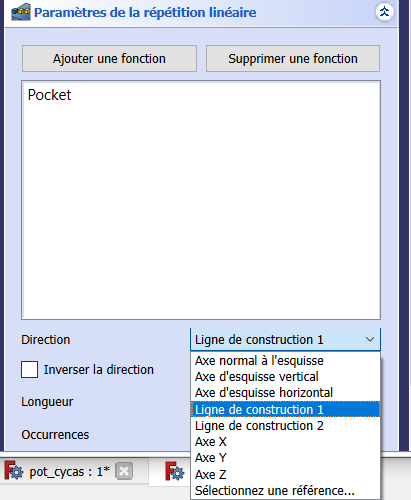 Paramètres de la répétition linéaire
Ajouter une fonction
Supprimer une fonction
Pocket
Direction
Ligne de construction 1
Inverser la direction
Longueur
Occurrences
Axe normal à l'esquisse
Axe d'esquisse vertical
Axe d'esquisse horizontal
Ligne de construction 1
Ligne de construction 2
Axe X
Axe Y
Axe Z
Sélectionnez une référence...
pot_cycas : 1*